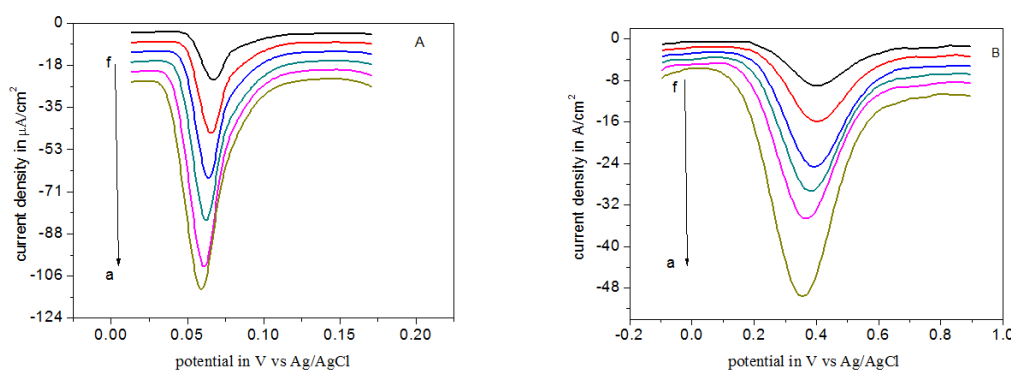 A
f
a
0
-18
-35
-53
-71
-88
-106
-124
0.00
0.05
0.10
0.15
0.20
current density in µA/cm²
potential in V vs Ag/AgCl
B
f
a
0
-8
-16
-24
-32
-40
-48
-0.2
0.0
0.2
0.4
0.6
0.8
1.0
current density in A/cm²
potential in V vs Ag/AgCl